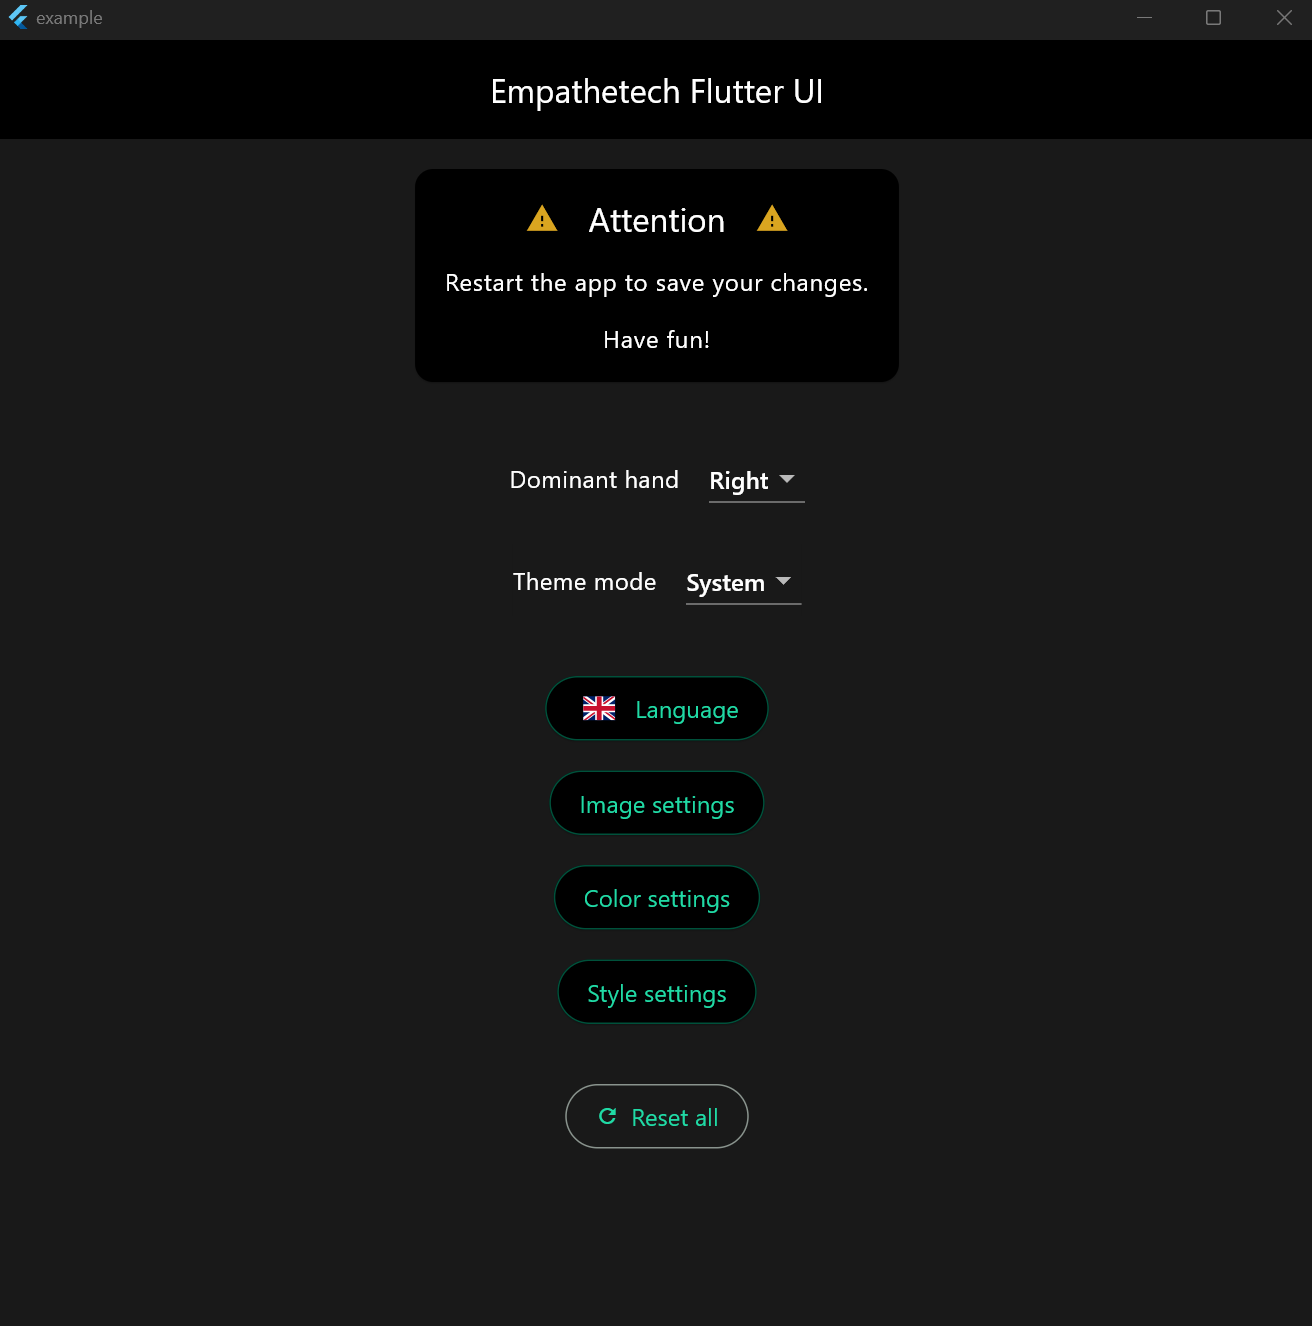 example
Empathetech Flutter UI
Attention
Restart the app to save your changes.
Have fun!
Dominant hand Right
Theme mode System
Language
Image settings
Color settings
Style settings
Reset all